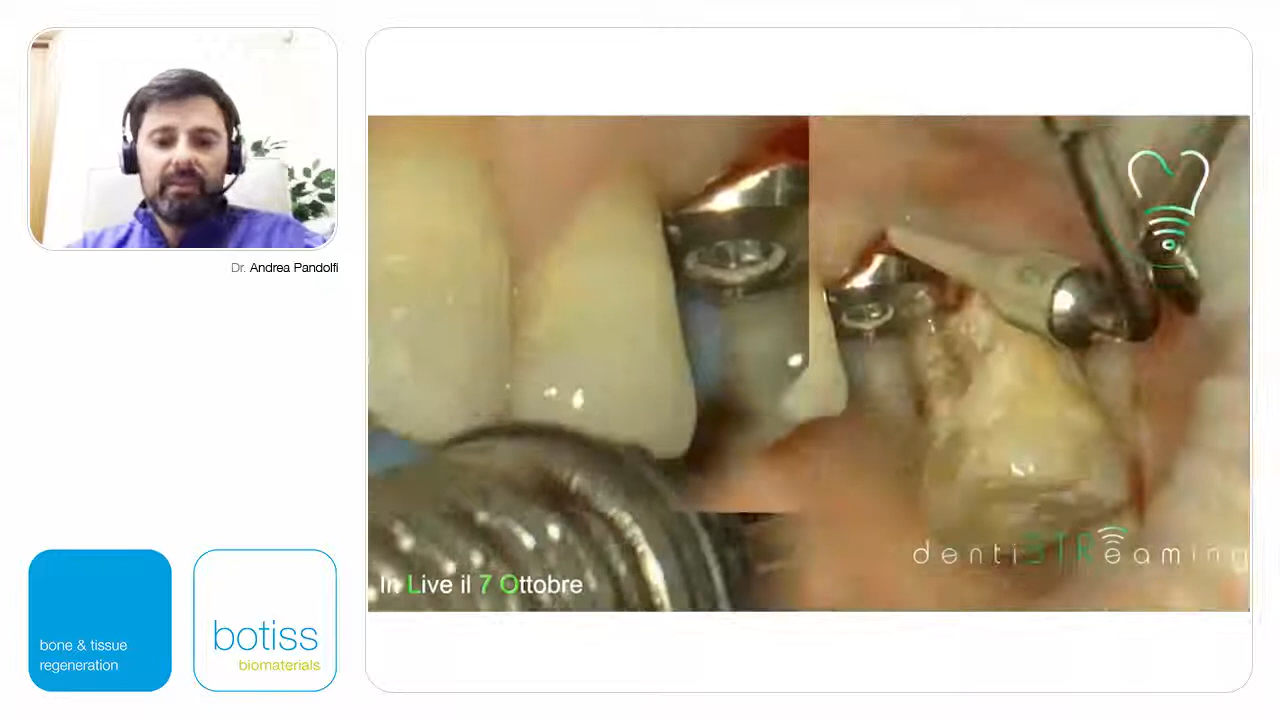 Dr. Andrea Pandolfi
In Live il 7 Ottobre
dentiSTReaming
bone & tissue
regeneration
botiss
biomaterials